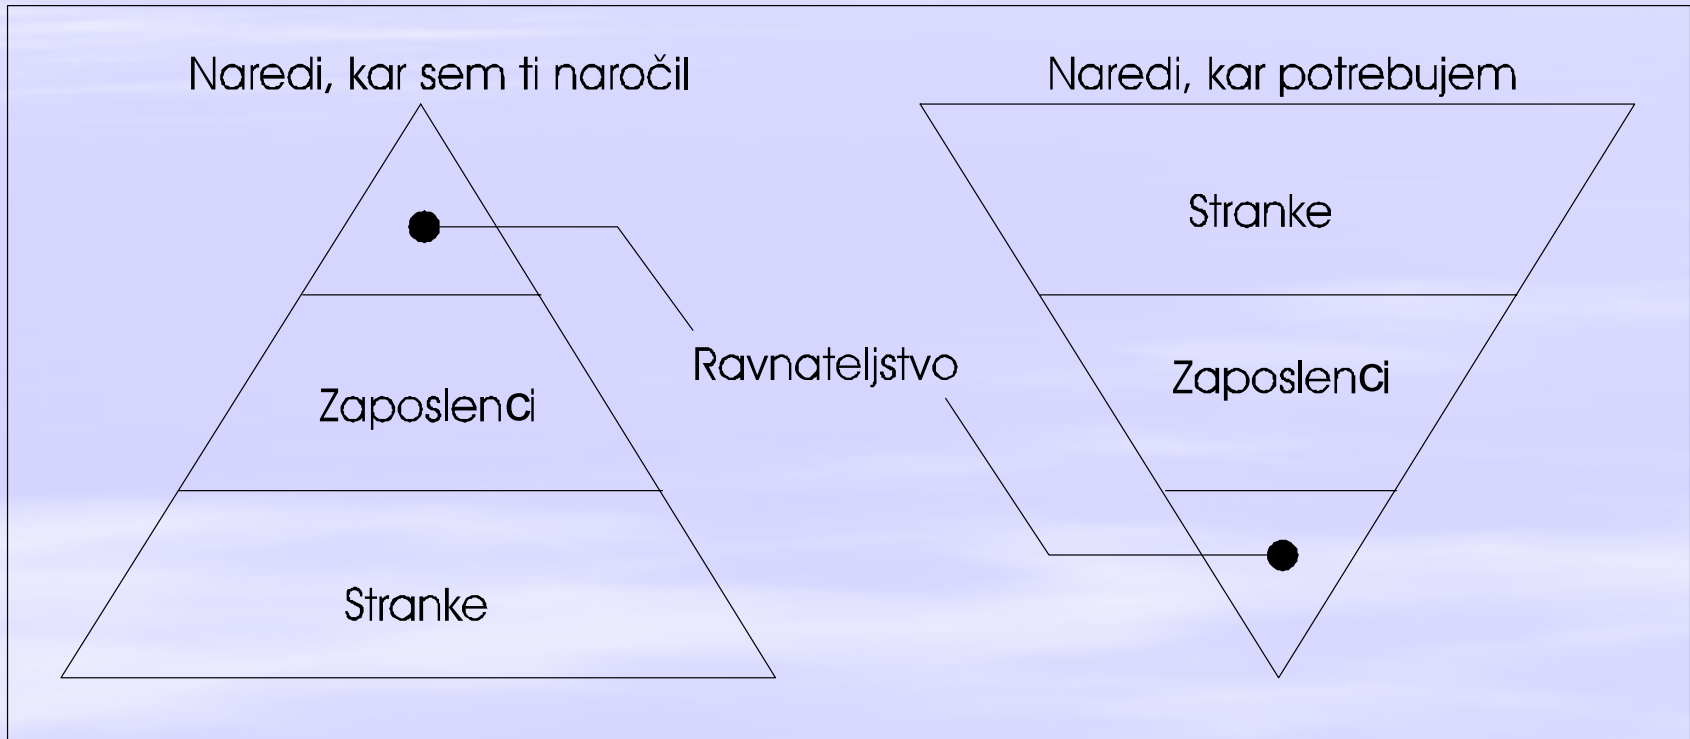 Naredi, kar sem ti naročil
Zaposlenci
Stranke
Ravnateljstvo
Naredi, kar potrebujem
Stranke
Zaposlenci